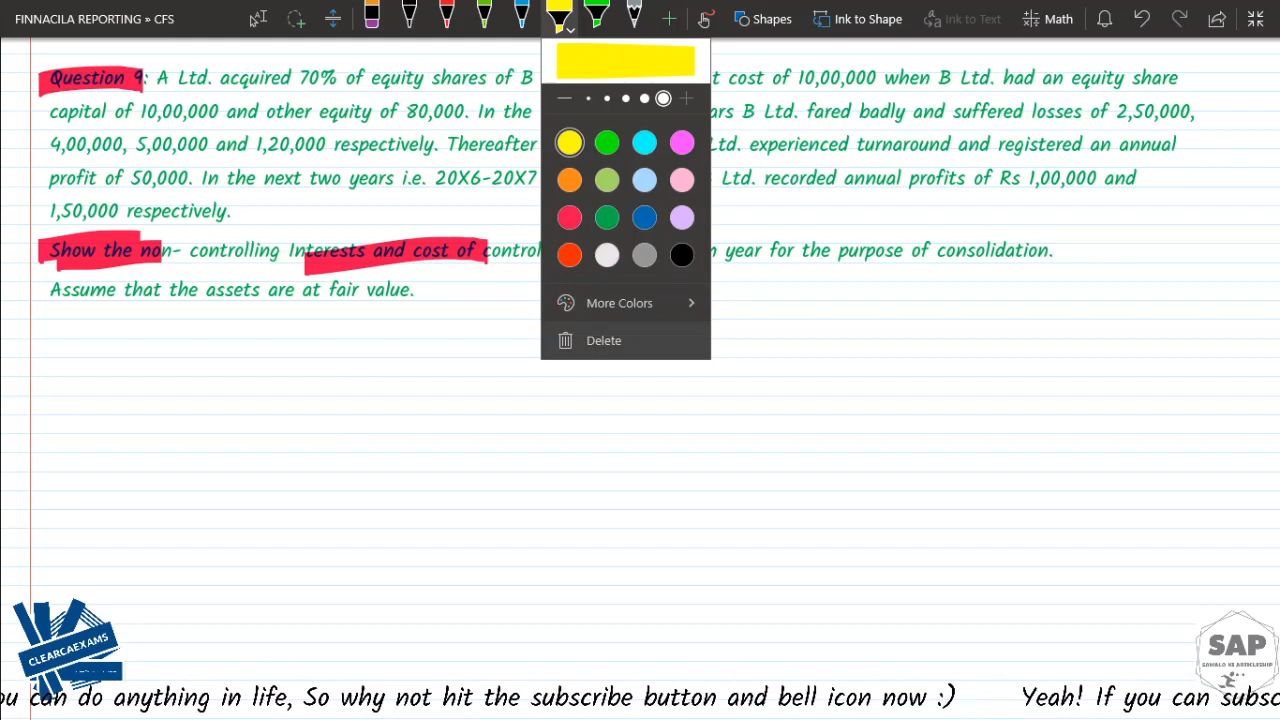 FINNACILA REPORTING » CFS
Shapes
Ink to Shape
Ink to Text
Math
Question 9: A Ltd. acquired 70% of equity shares of B t cost of 10,00,000 when B Ltd. had an equity share
capital of 10,00,000 and other equity of 80,000. In the ars B Ltd. fared badly and suffered losses of 2,50,000,
4,00,000, 5,00,000 and 1,20,000 respectively. Thereafter Ltd. experienced turnaround and registered an annual
profit of 50,000. In the next two years i.e. 20X6-20X7 Ltd. recorded annual profits of Rs 1,00,000 and
1,50,000 respectively.
Show the non- controlling Interests and cost of control n year for the purpose of consolidation.
Assume that the assets are at fair value.
More Colors
Delete
CLEARCAEXAMS
SAP
SAWALO KE ARTICLESHIP
ou can do anything in life, So why not hit the subscribe button and bell icon now :) Yeah! If you can subsc